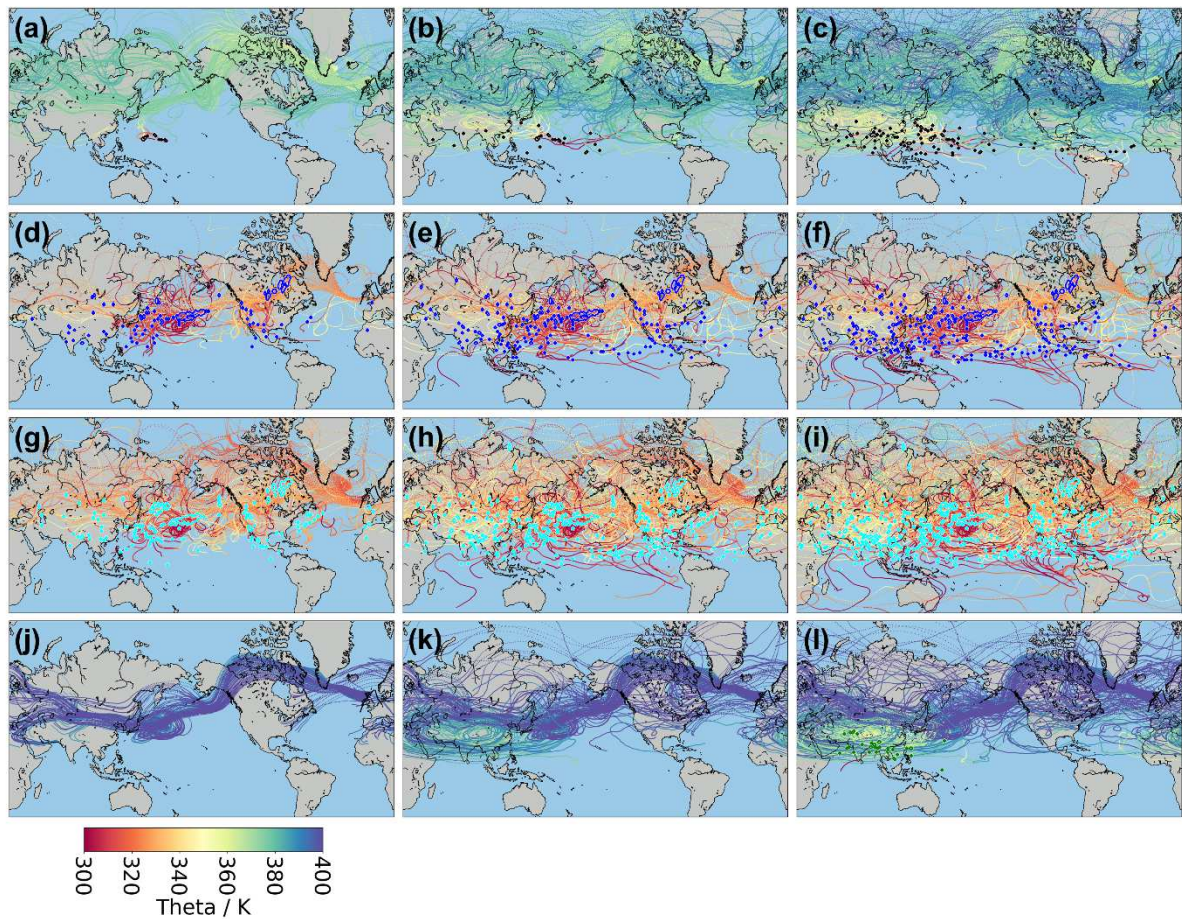 (a) (b) (c)
(d) (e) (f)
(g) (h) (i)
(j) (k) (l)
300 320 340 360 380 400
Theta / K